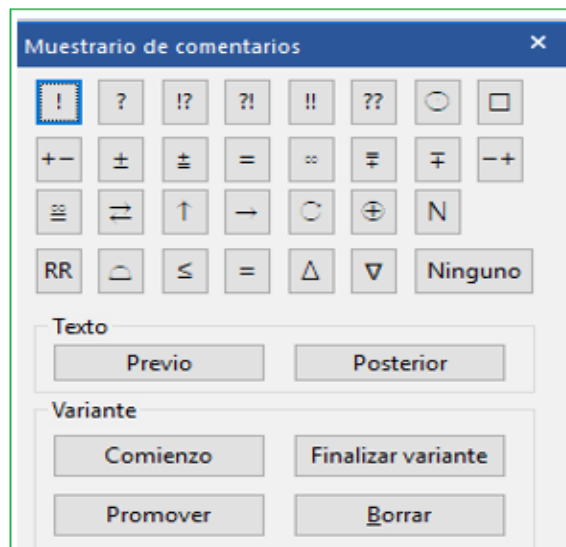 Muestrario de comentarios ×
! ? !? ?! !! ?? ○ □
+− ± ⩲ = ∞ ⩱ ∓ −+
≌ ⇄ ↑ → ↻ ⊕ N
RR ⌓ ≤ = Δ ∇ Ninguno
Texto
Previo Posterior
Variante
Comienzo Finalizar variante
Promover Borrar